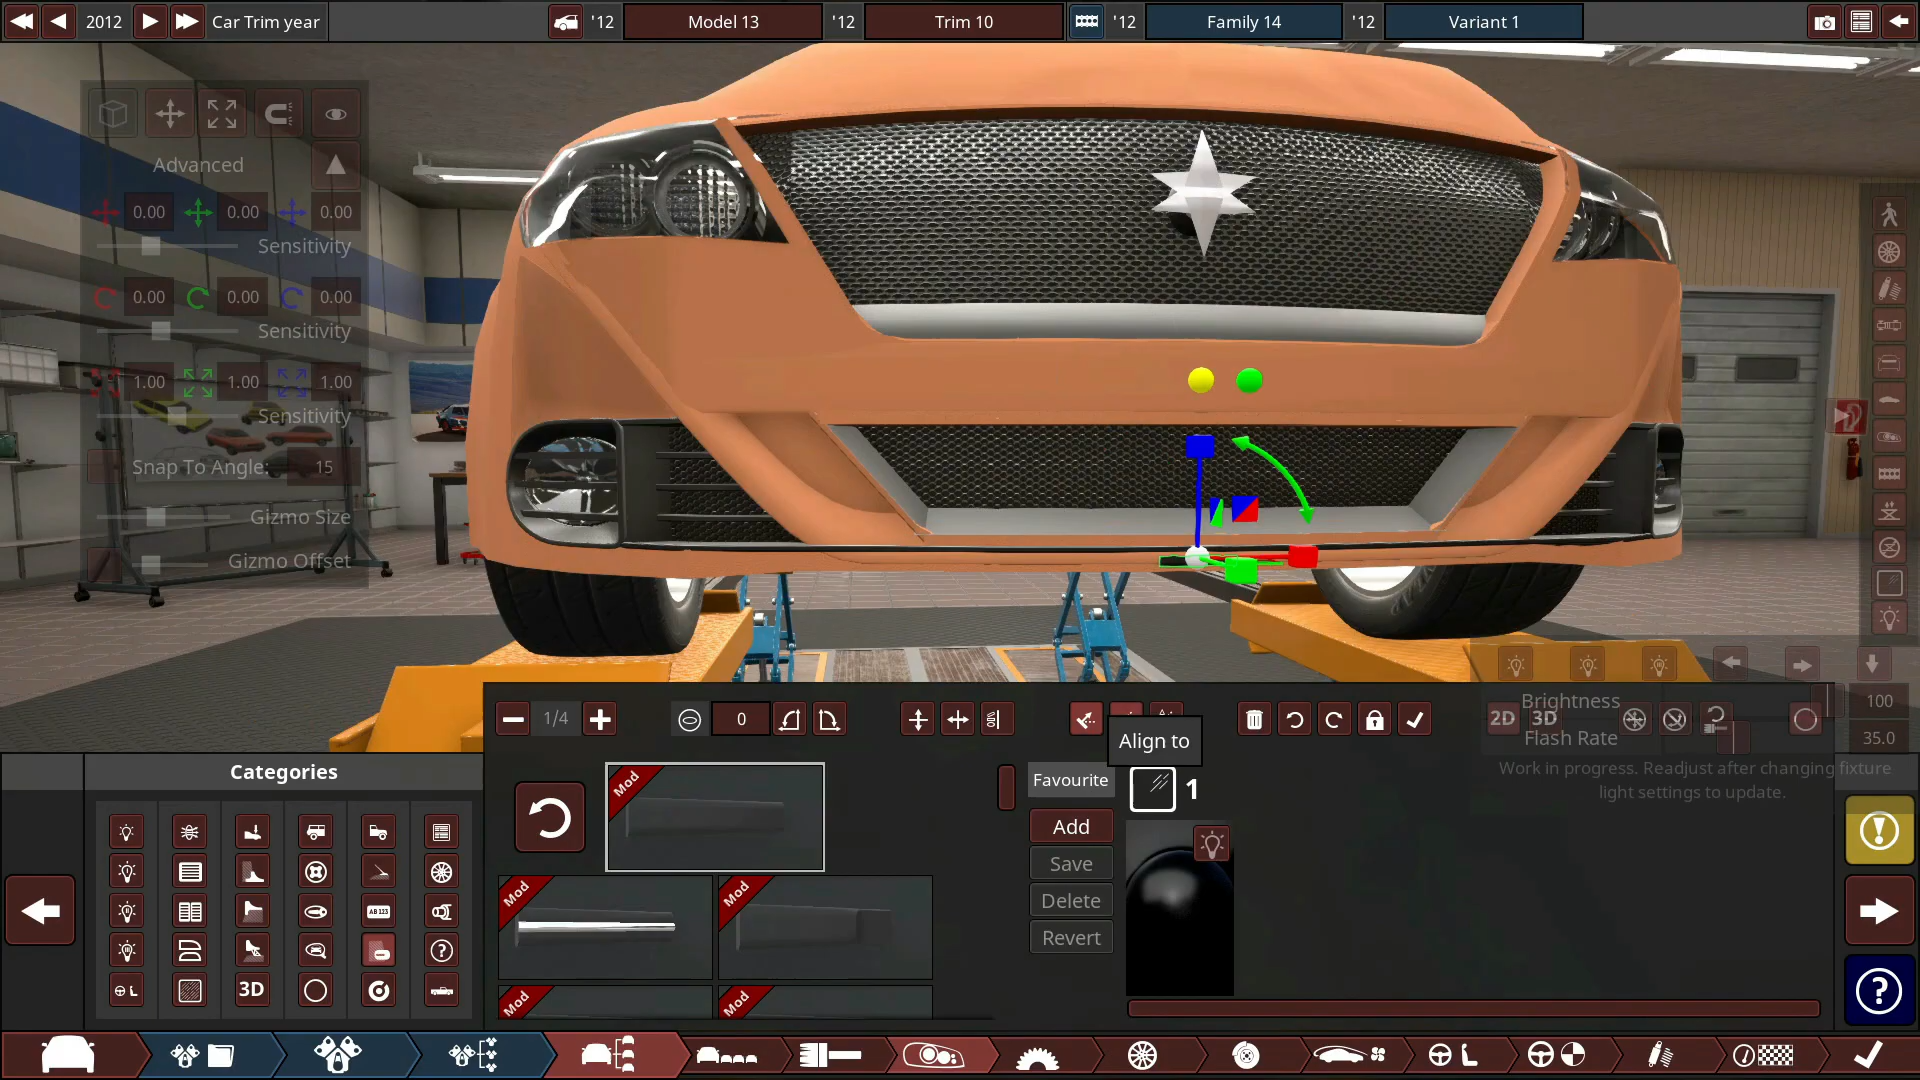 2012 Car Trim year '12 Model 13 '12 Trim 10 '12 Family 14 '12 Variant 1
Advanced
0.00 0.00 0.00
Sensitivity
0.00 0.00 0.00
Sensitivity
1.00 1.00 1.00
Sensitivity
Snap To Angle: 15
Gizmo Size
Gizmo Offset
Brightness 100
1/4 0 2D 3D
Align to
Flash Rate 35.0
Work in progress. Readjust after changing fixture
light settings to update.
Categories
Mod
Favourite 1
Add
Save
Mod Mod
Delete
AB 123
Revert
3D
Mod Mod